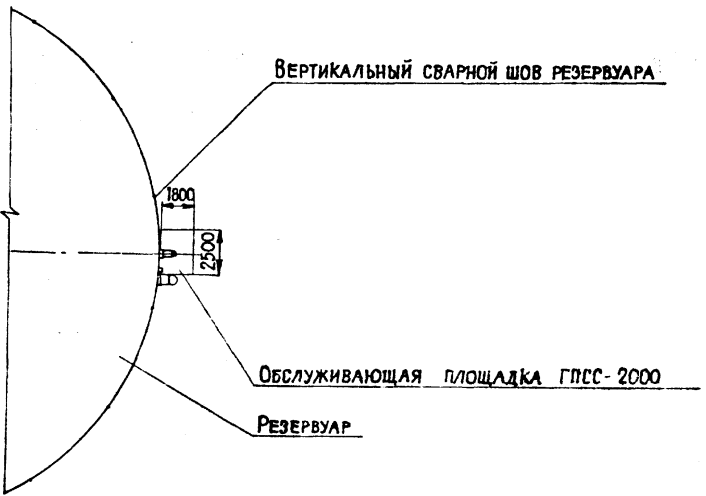 Вертикальный сварной шов резервуара
1800
2500
Обслуживающая площадка ГПСС-2000
Резервуар